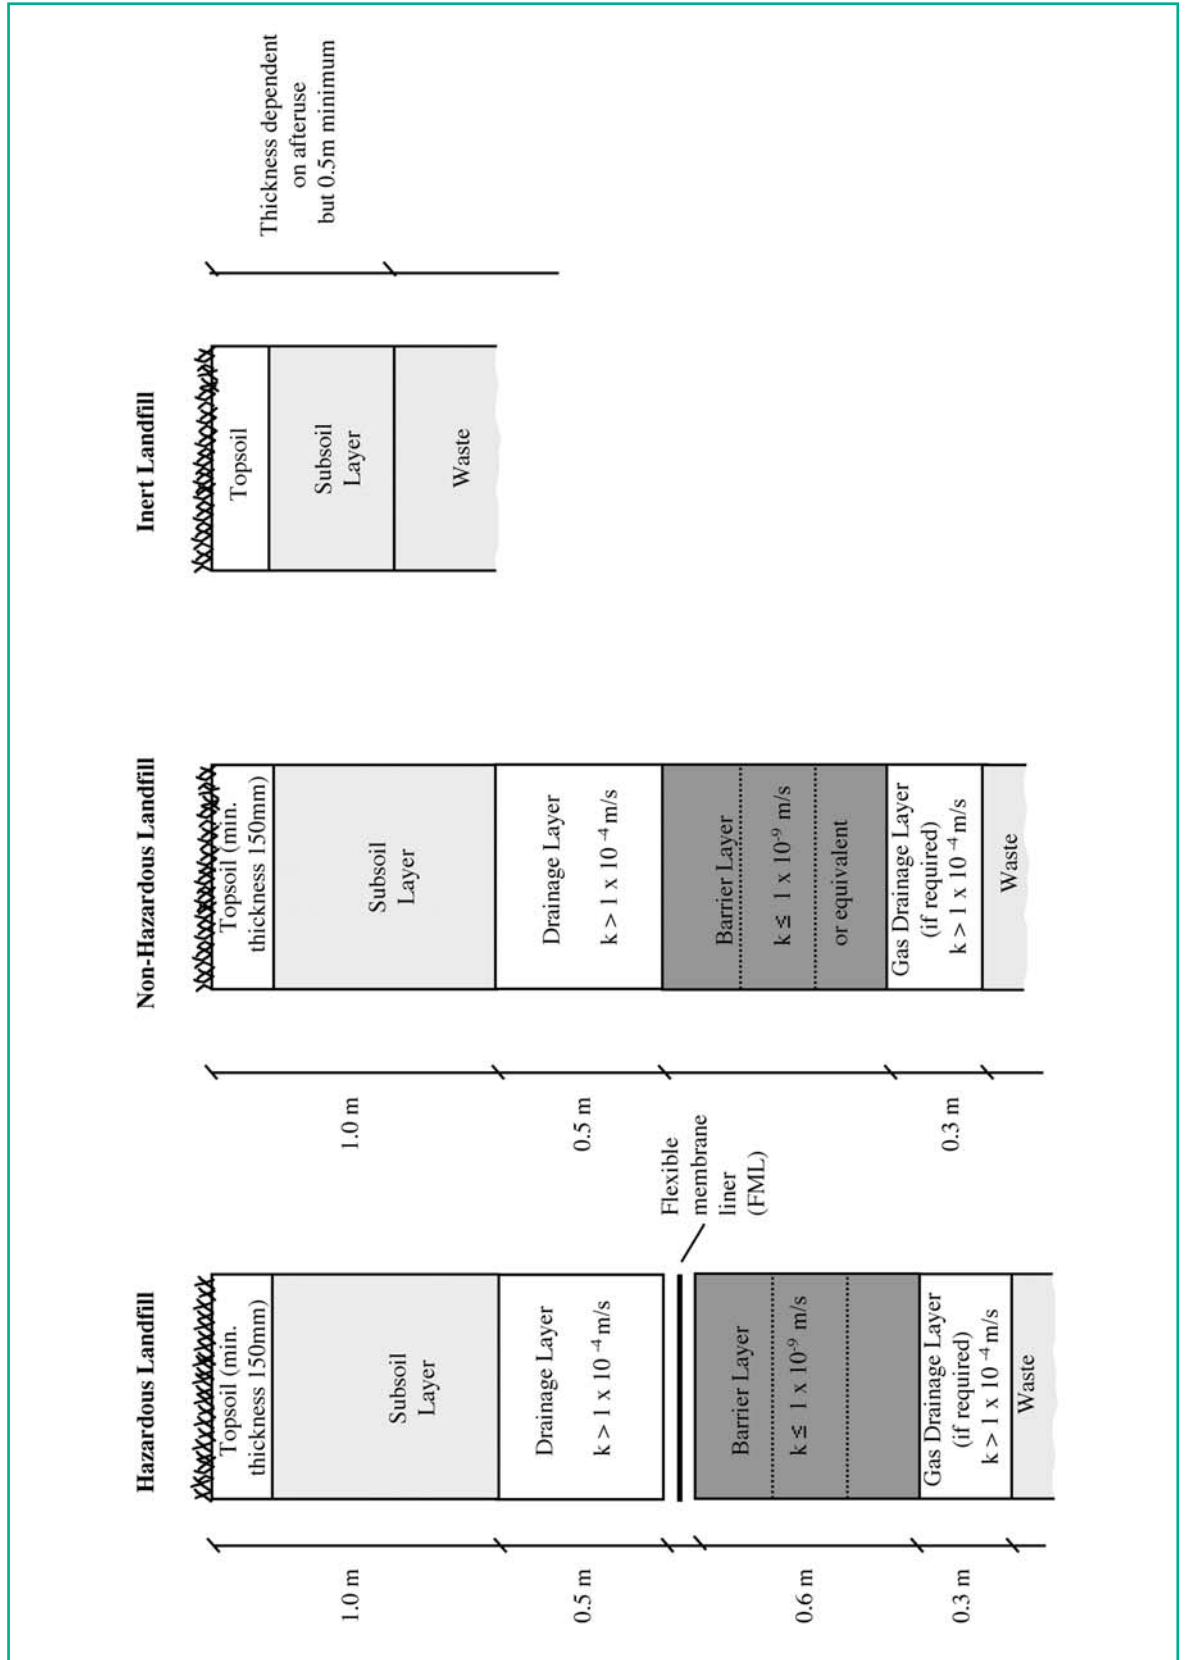 Hazardous Landfill
Topsoil (min.
thickness 150mm)
Subsoil
Layer
Drainage Layer
k > 1 x 10⁻⁴ m/s
Barrier Layer
k ≤ 1 x 10⁻⁹ m/s
Gas Drainage Layer
(if required)
k > 1 x 10⁻⁴ m/s
Waste
1.0 m
0.5 m
0.6 m
0.3 m
Flexible
membrane
liner
(FML)
Non-Hazardous Landfill
Topsoil (min.
thickness 150mm)
Subsoil
Layer
Drainage Layer
k > 1 x 10⁻⁴ m/s
Barrier Layer
k ≤ 1 x 10⁻⁹ m/s
or equivalent
Gas Drainage Layer
(if required)
k > 1 x 10⁻⁴ m/s
Waste
1.0 m
0.5 m
0.3 m
Inert Landfill
Topsoil
Subsoil
Layer
Waste
Thickness dependent
on afteruse
but 0.5m minimum